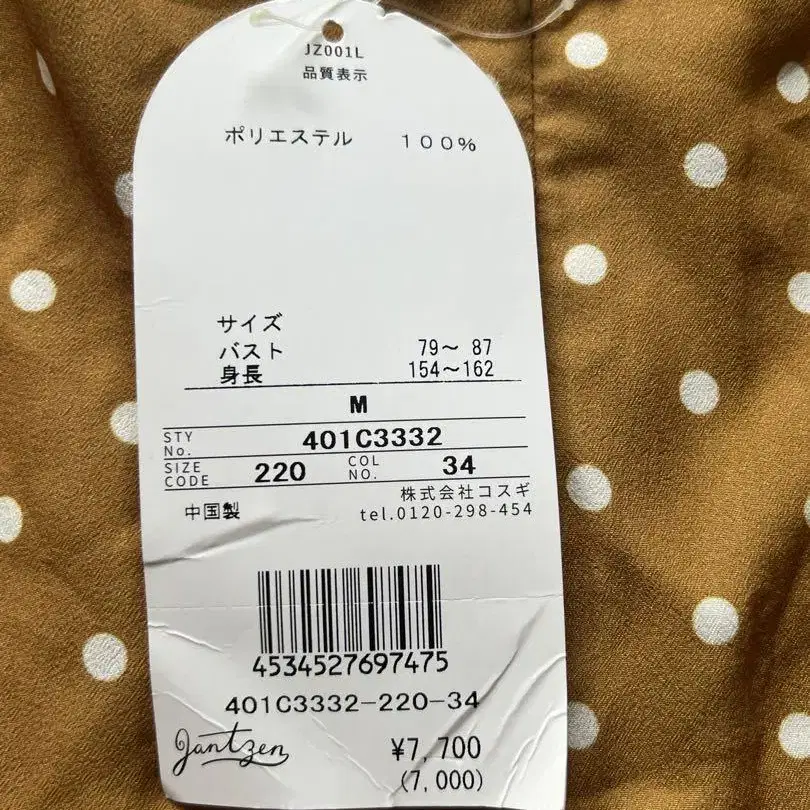 JZ001L
品質表示
ポリエステル 100%
サイズ
バスト 79～ 87
身長 154～162
M
STY No. 401C3332
SIZE CODE 220 COL NO. 34
株式会社コスギ
中国製 tel.0120-298-454
4534527697475
401C3332-220-34
Jantzen ¥7,700
(7,000)